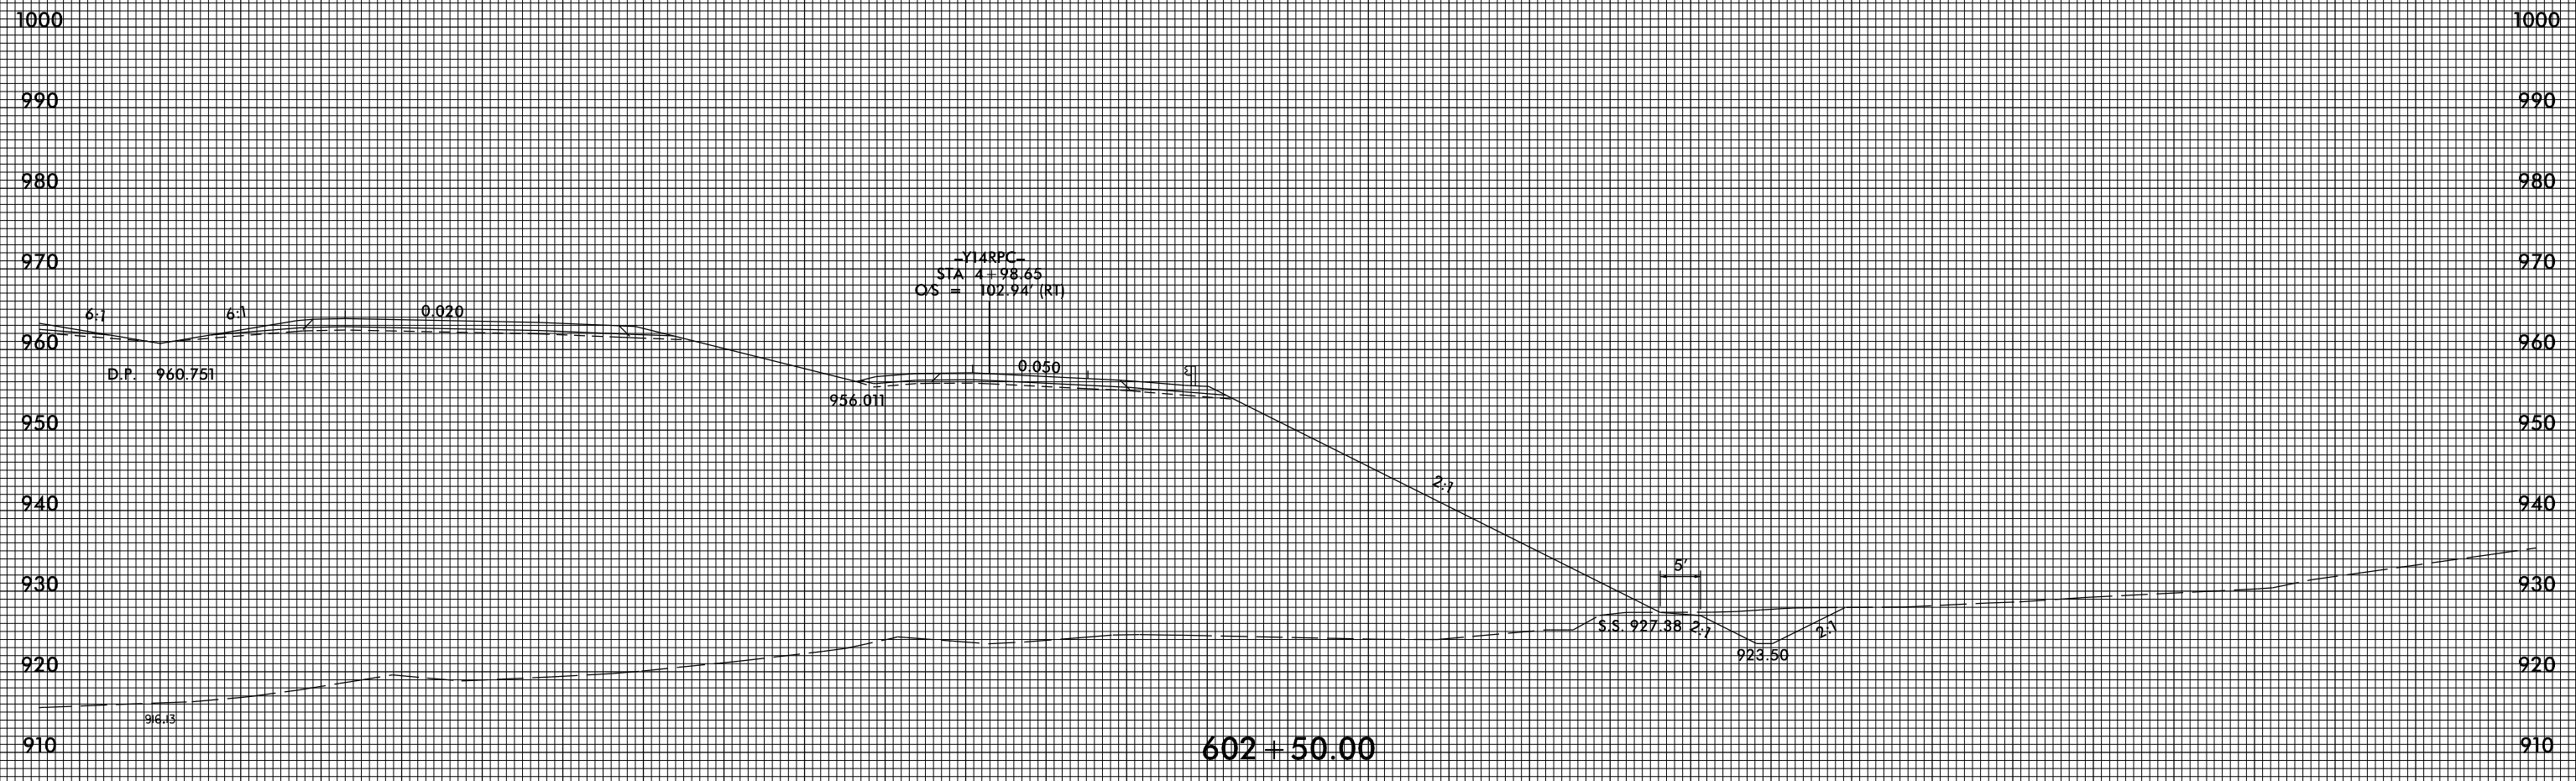 1000 1000
990 990
980 980
970 970
-Y14RPC-
STA 4+98.65
O/S = 102.94' (RT)
6:1 6:1 0.020
960 960
0.050
D.P. 960.751
956.011
950 950
2:1
940 940
5'
930 930
S.S. 927.38 2:1 2:1
923.50
920 920
916.13
910 602+50.00 910